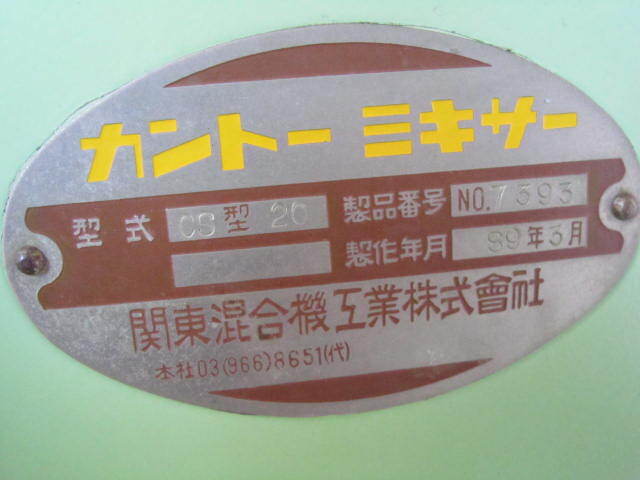 カントー ミキサー
型式 CS型 20 製品番号 NO.7393
製作年月 89年3月
関東混合機工業株式會社
本社03(966)8651(代)